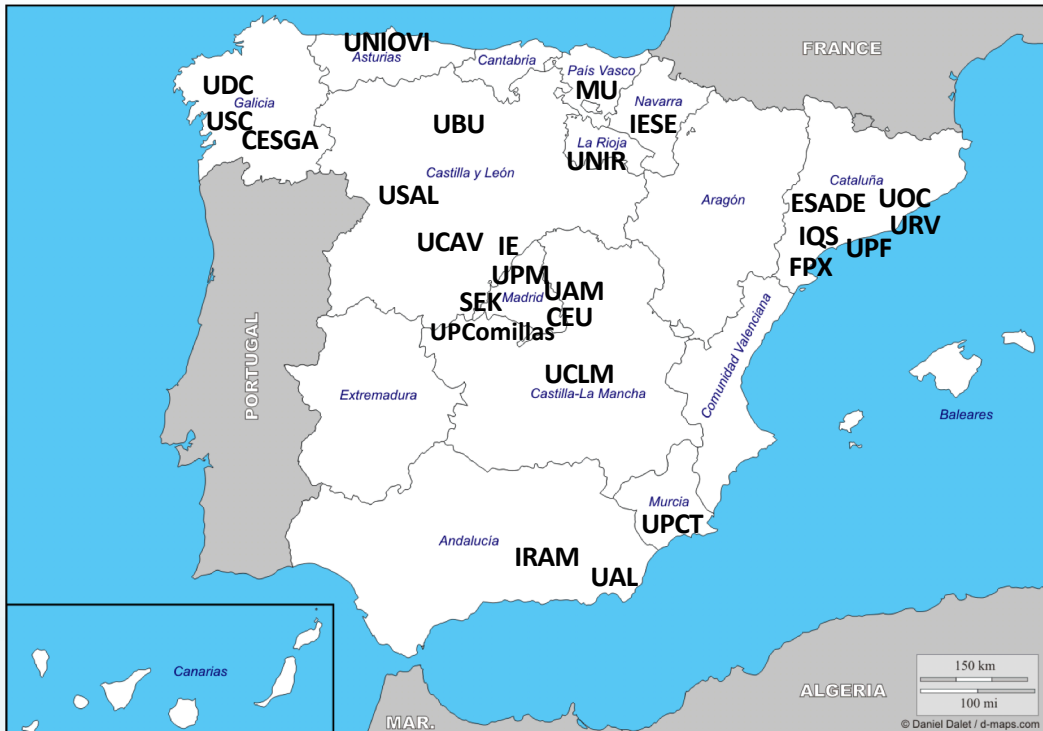 FRANCE
UNIOVI
Asturias
Cantabria
País Vasco
MU
Navarra
IESE
UDC
Galicia
USC
CESGA
UBU
La Rioja
UNIR
Castilla y León
USAL
Aragón
Cataluña
ESADE
UOC
URV
IQS
UPF
FPX
UCAV
IE
UPM
Madrid
UAM
SEK
CEU
UPComillas
PORTUGAL
Comunidad Valenciana
UCLM
Castilla-La Mancha
Extremadura
Baleares
Murcia
UPCT
Andalucía
IRAM
UAL
Canarias
MAR.
ALGERIA
150 km
100 mi
© Daniel Dalet / d-maps.com